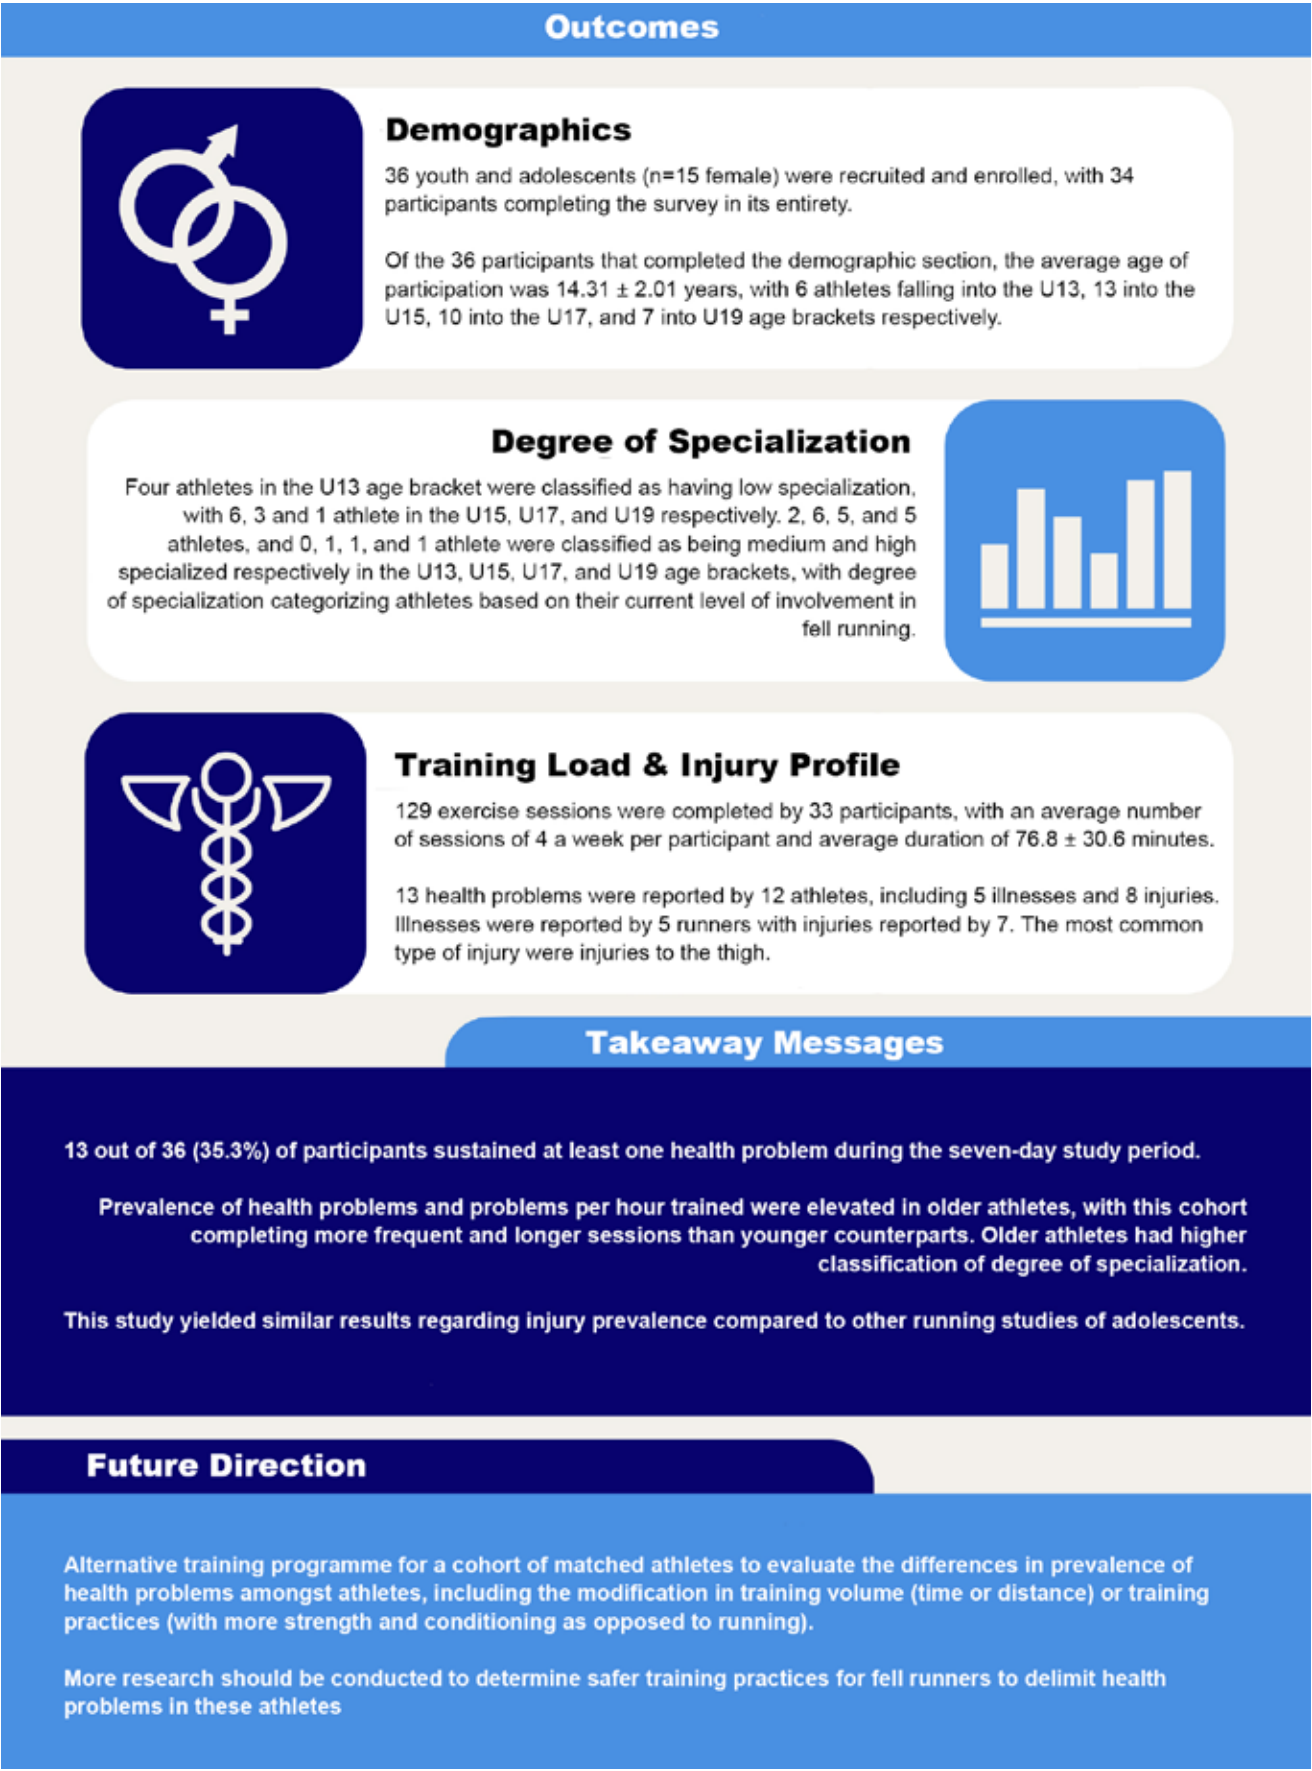 Outcomes
Demographics
36 youth and adolescents (n=15 female) were recruited and enrolled, with 34
participants completing the survey in its entirety.
Of the 36 participants that completed the demographic section, the average age of
participation was 14.31 ± 2.01 years, with 6 athletes falling into the U13, 13 into the
U15, 10 into the U17, and 7 into U19 age brackets respectively.
Degree of Specialization
Four athletes in the U13 age bracket were classified as having low specialization,
with 6, 3 and 1 athlete in the U15, U17, and U19 respectively. 2, 6, 5, and 5
athletes, and 0, 1, 1, and 1 athlete were classified as being medium and high
specialized respectively in the U13, U15, U17, and U19 age brackets, with degree
of specialization categorizing athletes based on their current level of involvement in
fell running.
Training Load & Injury Profile
129 exercise sessions were completed by 33 participants, with an average number
of sessions of 4 a week per participant and average duration of 76.8 ± 30.6 minutes.
13 health problems were reported by 12 athletes, including 5 illnesses and 8 injuries.
Illnesses were reported by 5 runners with injuries reported by 7. The most common
type of injury were injuries to the thigh.
Takeaway Messages
13 out of 36 (35.3%) of participants sustained at least one health problem during the seven-day study period.
Prevalence of health problems and problems per hour trained were elevated in older athletes, with this cohort
completing more frequent and longer sessions than younger counterparts. Older athletes had higher
classification of degree of specialization.
This study yielded similar results regarding injury prevalence compared to other running studies of adolescents.
Future Direction
Alternative training programme for a cohort of matched athletes to evaluate the differences in prevalence of
health problems amongst athletes, including the modification in training volume (time or distance) or training
practices (with more strength and conditioning as opposed to running).
More research should be conducted to determine safer training practices for fell runners to delimit health
problems in these athletes